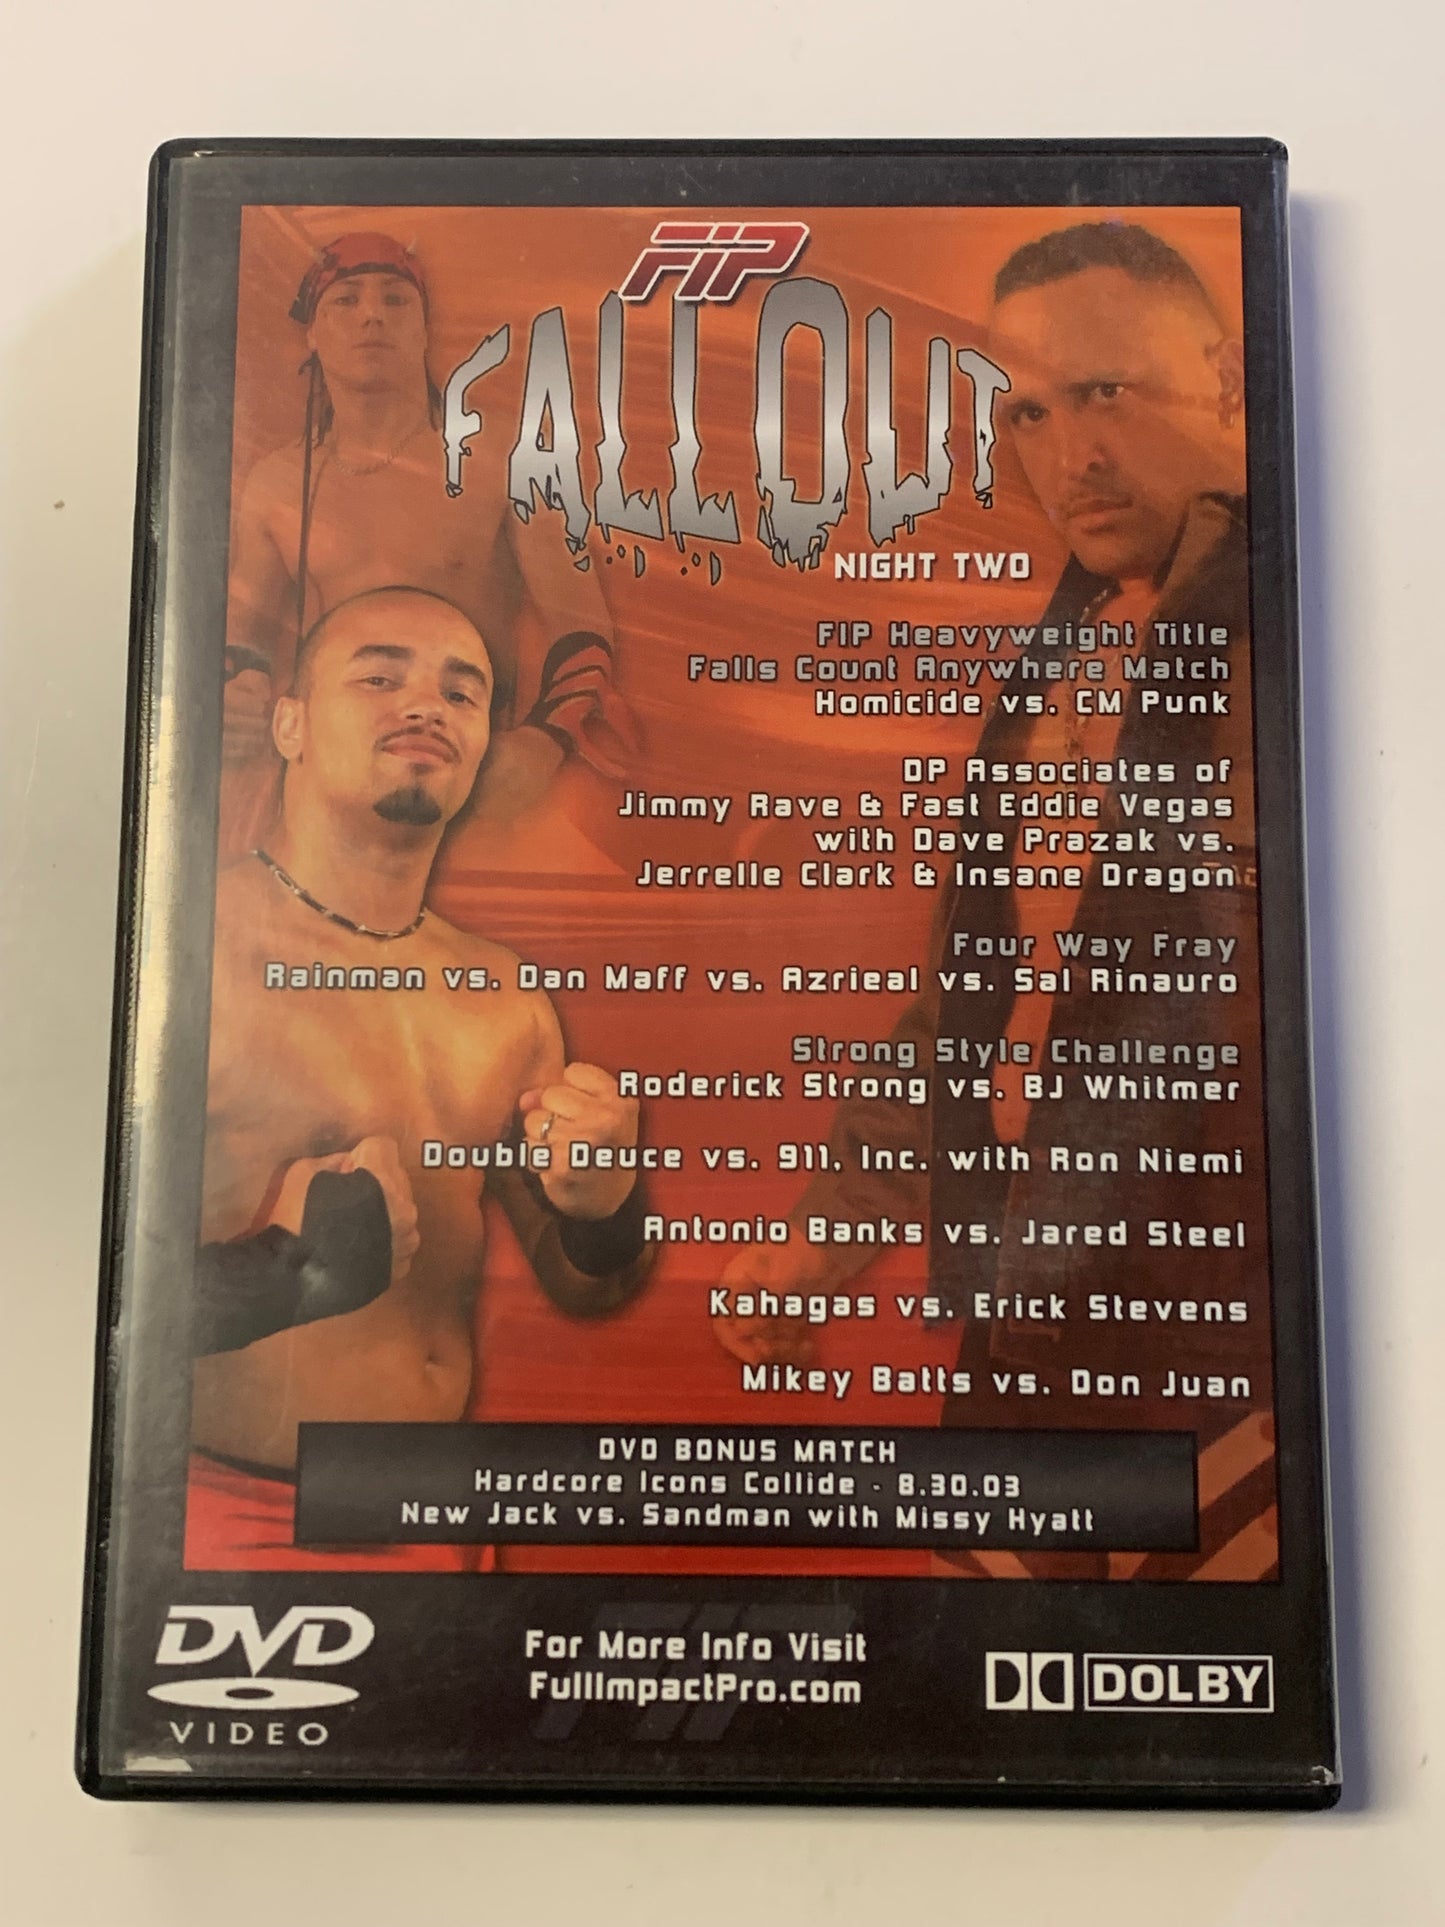 FIP
FALLOUT
NIGHT TWO
FIP Heavyweight Title
Falls Count Anywhere Match
Homicide vs. CM Punk
DP Associates of
Jimmy Rave & Fast Eddie Vegas
with Dave Prazak vs.
Jerrelle Clark & Insane Dragon
Four Way Fray
Rainman vs. Dan Maff vs. Azrieal vs. Sal Rinauro
Strong Style Challenge
Roderick Strong vs. BJ Whitmer
Double Deuce vs. 911, Inc. with Ron Niemi
Antonio Banks vs. Jared Steel
Kahagas vs. Erick Stevens
Mikey Batts vs. Don Juan
DVD BONUS MATCH
Hardcore Icons Collide - 8.30.03
New Jack vs. Sandman with Missy Hyatt
DVD
VIDEO
For More Info Visit
FullImpactPro.com
DOLBY